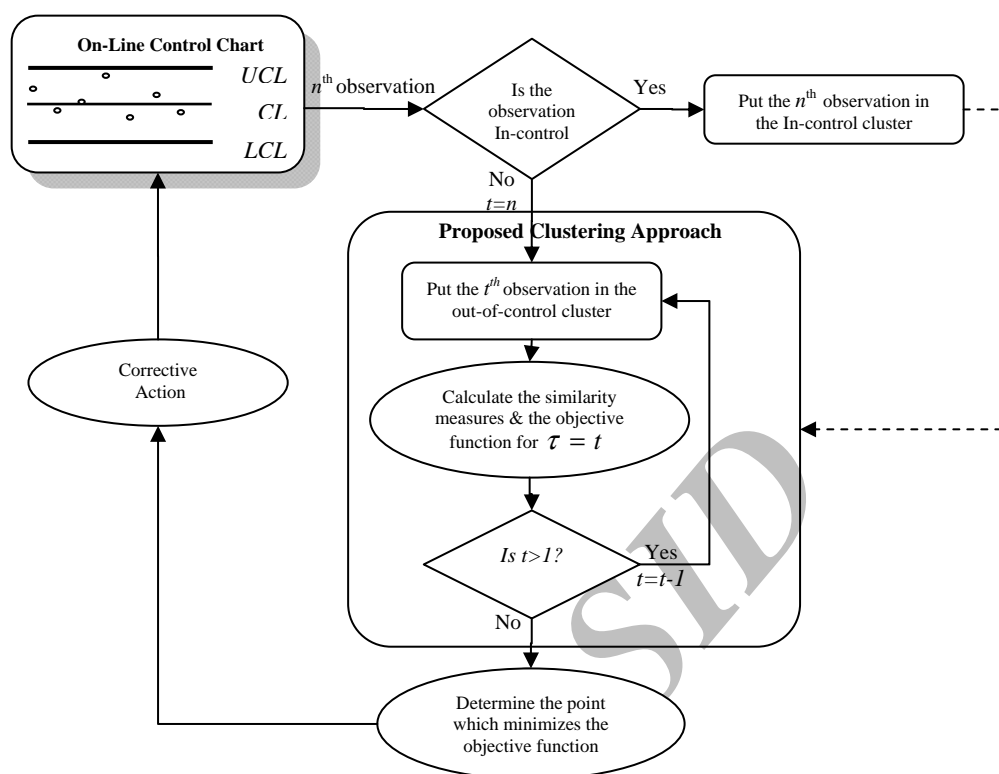 On-Line Control Chart
UCL
CL
LCL
nth observation
Is the
observation
In-control
Yes
Put the nth observation in
the In-control cluster
No
t=n
Proposed Clustering Approach
Put the tth observation in the
out-of-control cluster
Calculate the similarity
measures & the objective
function for τ = t
Is t>1?
Yes
t=t-1
No
Determine the point
which minimizes the
objective function
Corrective
Action
SID